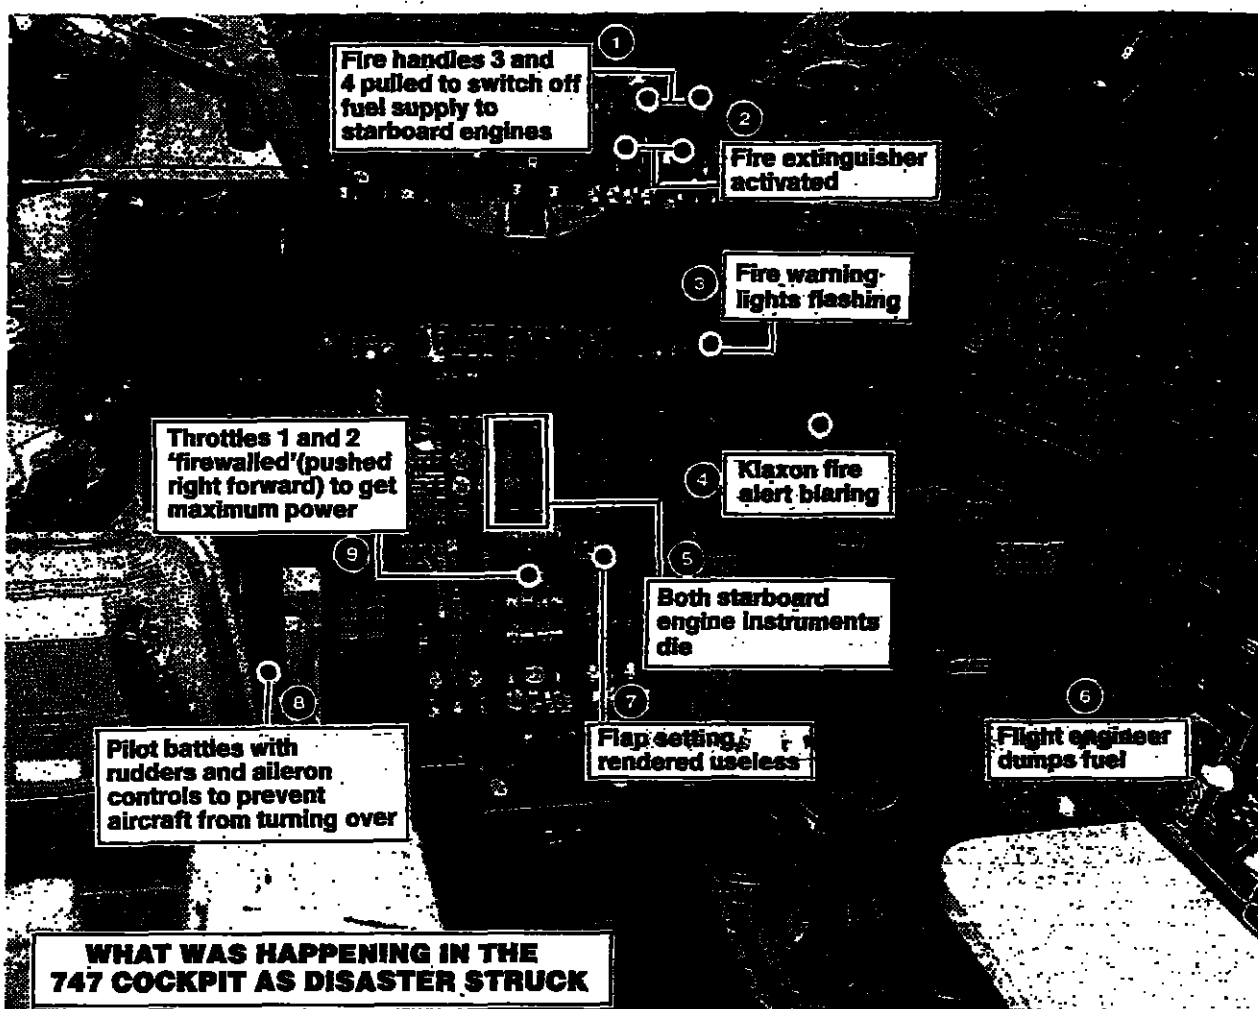 1
Fire handles 3 and
4 pulled to switch off
fuel supply to
starboard engines
2
Fire extinguisher
activated
3
Fire warning
lights flashing
4
Klaxon fire
alert blaring
5
Both starboard
engine instruments
die
6
Flight engineer
dumps fuel
7
Flap setting
rendered useless
8
Pilot battles with
rudders and aileron
controls to prevent
aircraft from turning over
9
Throttles 1 and 2
'firewalled'(pushed
right forward) to get
maximum power
WHAT WAS HAPPENING IN THE
747 COCKPIT AS DISASTER STRUCK